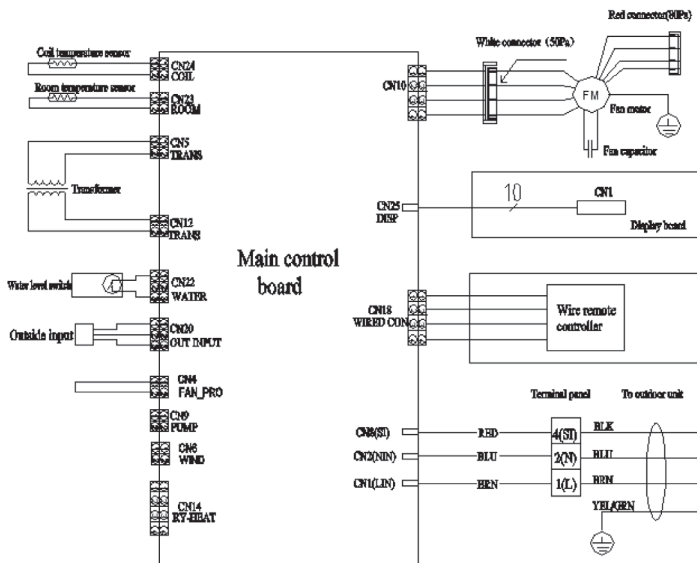 Red connector(80Pa)
White connector (50Pa)
Coil temperature sensor
CN24
COIL
Room temperature sensor
CN23
ROOM
CN10
FM
Fan motor
Fan capacitor
CN5
TRANS
Transformer
CN12
TRANS
CN25
DISP
10
CN1
Display board
Main control
board
Water level switch
CN22
WATER
Outside input
CN20
OUT INPUT
CN18
WIRED CON
Wire remote
controller
CN4
FAN_PRO
CN9
PUMP
CN6
WIND
CN14
RY-HEAT
Terminal panel
To outdoor unit
CN8(SI)
RED
4(SI)
BLK
CN2(NIN)
BLU
2(N)
BLU
CN1(LIN)
BRN
1(L)
BRN
YEL/GRN